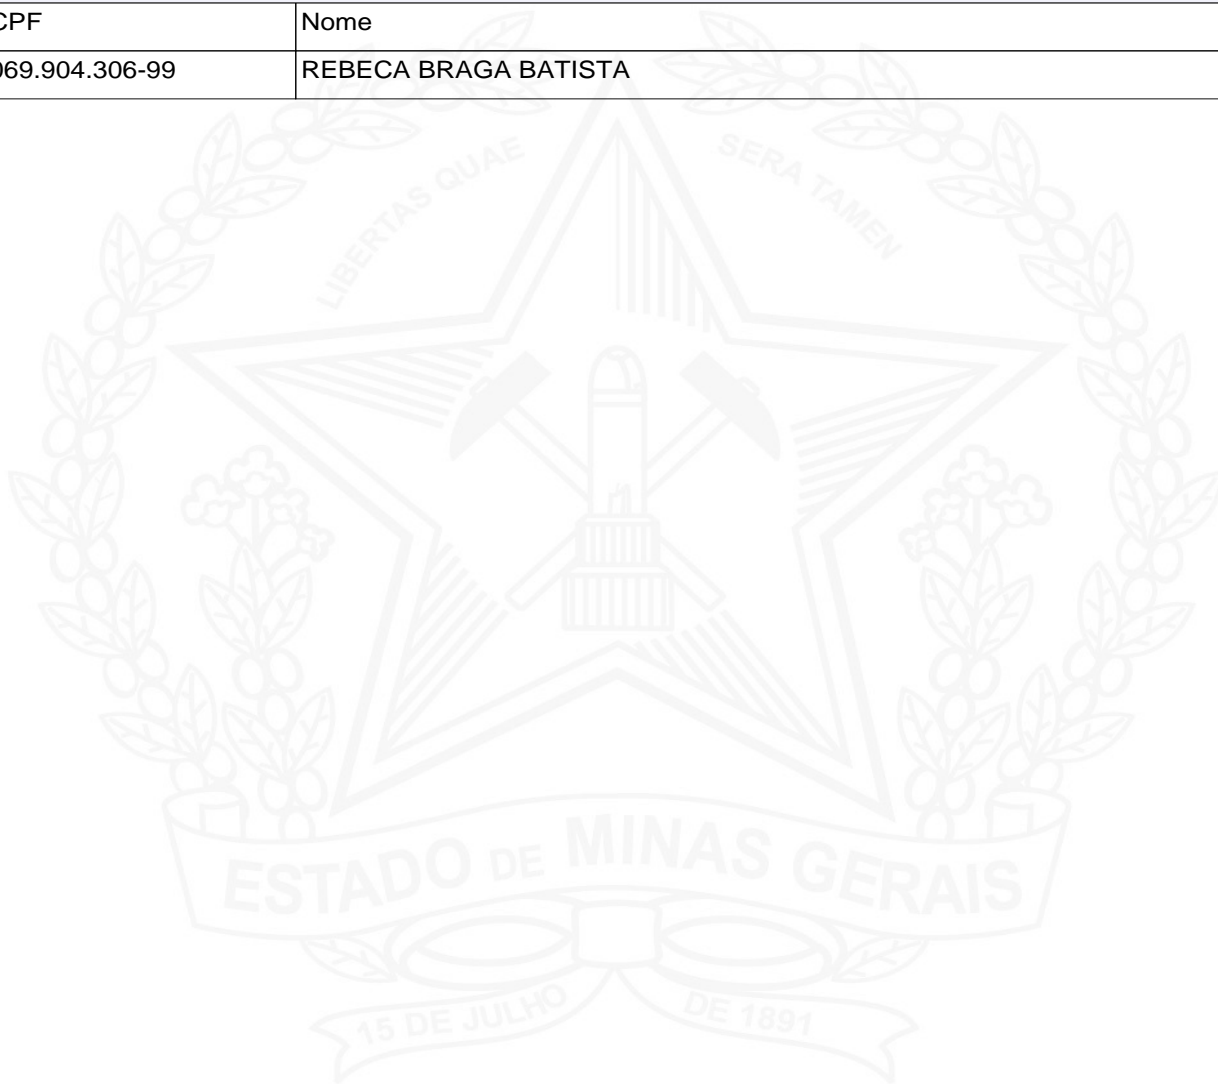 CPF Nome
069.904.306-99 REBECA BRAGA BATISTA
LIBERTAS QUAE SERA TAMEN
ESTADO DE MINAS GERAIS
15 DE JULHO DE 1891